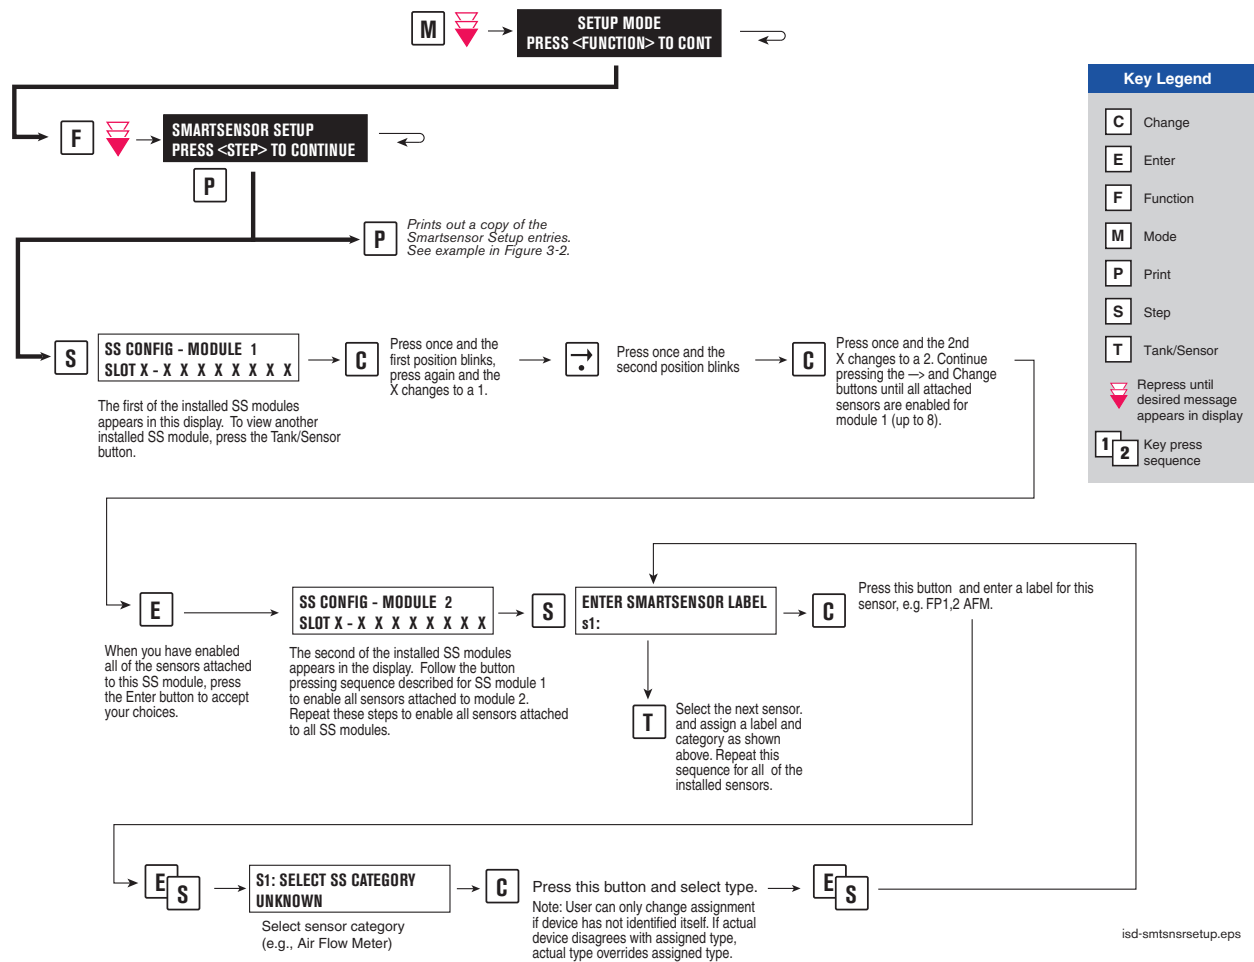 M
SETUP MODE
PRESS <FUNCTION> TO CONT
Key Legend
C Change
E Enter
F Function
M Mode
P Print
S Step
T Tank/Sensor
Repress until
desired message
appears in display
1 2 Key press
sequence
F
SMARTSENSOR SETUP
PRESS <STEP> TO CONTINUE
P
P
Prints out a copy of the
Smartsensor Setup entries.
See example in Figure 3-2.
S
SS CONFIG - MODULE 1
SLOT X - X X X X X X X X
The first of the installed SS modules
appears in this display. To view another
installed SS module, press the Tank/Sensor
button.
C
Press once and the
first position blinks,
press again and the
X changes to a 1.
→
.
Press once and the
second position blinks
C
Press once and the 2nd
X changes to a 2. Continue
pressing the —> and Change
buttons until all attached
sensors are enabled for
module 1 (up to 8).
E
When you have enabled
all of the sensors attached
to this SS module, press
the Enter button to accept
your choices.
SS CONFIG - MODULE 2
SLOT X - X X X X X X X X
The second of the installed SS modules
appears in the display. Follow the button
pressing sequence described for SS module 1
to enable all sensors attached to module 2.
Repeat these steps to enable all sensors attached
to all SS modules.
S
ENTER SMARTSENSOR LABEL
s1:
C
Press this button and enter a label for this
sensor, e.g. FP1,2 AFM.
T
Select the next sensor.
and assign a label and
category as shown
above. Repeat this
sequence for all of the
installed sensors.
E S
S1: SELECT SS CATEGORY
UNKNOWN
Select sensor category
(e.g., Air Flow Meter)
C
Press this button and select type.
Note: User can only change assignment
if device has not identified itself. If actual
device disagrees with assigned type,
actual type overrides assigned type.
E S
isd-smtsnsrsetup.eps